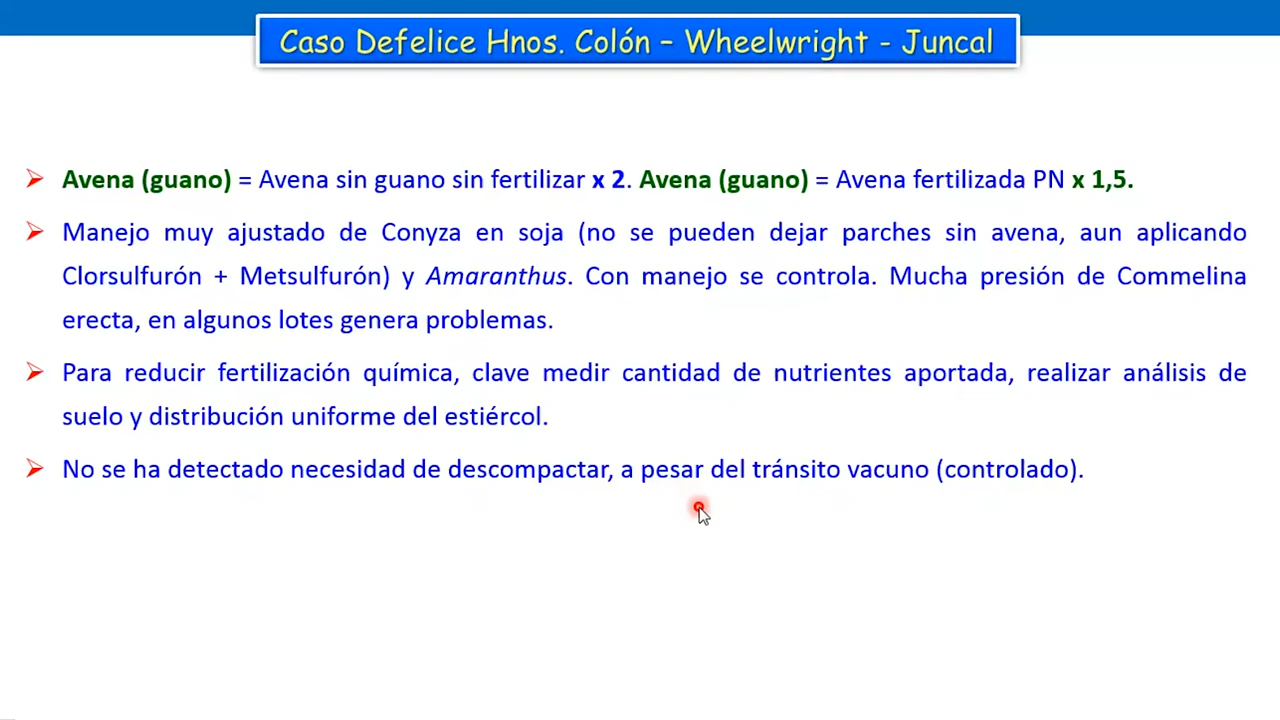 Caso Defelice Hnos. Colón – Wheelwright - Juncal
Avena (guano) = Avena sin guano sin fertilizar x 2. Avena (guano) = Avena fertilizada PN x 1,5.
Manejo muy ajustado de Conyza en soja (no se pueden dejar parches sin avena, aun aplicando
Clorsulfurón + Metsulfurón) y Amaranthus. Con manejo se controla. Mucha presión de Commelina
erecta, en algunos lotes genera problemas.
Para reducir fertilización química, clave medir cantidad de nutrientes aportada, realizar análisis de
suelo y distribución uniforme del estiércol.
No se ha detectado necesidad de descompactar, a pesar del tránsito vacuno (controlado).